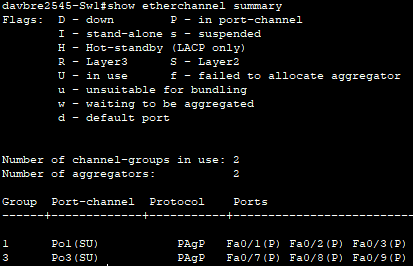 davbre2545-Sw1#show etherchannel summary
Flags:  D - down        P - in port-channel
        I - stand-alone s - suspended
        H - Hot-standby (LACP only)
        R - Layer3      S - Layer2
        U - in use      f - failed to allocate aggregator
        u - unsuitable for bundling
        w - waiting to be aggregated
        d - default port
Number of channel-groups in use: 2
Number of aggregators:           2
Group  Port-channel  Protocol    Ports
------+-------------+-----------+-----------------------
1      Po1(SU)         PAgP      Fa0/1(P) Fa0/2(P) Fa0/3(P)
3      Po3(SU)         PAgP      Fa0/7(P) Fa0/8(P) Fa0/9(P)